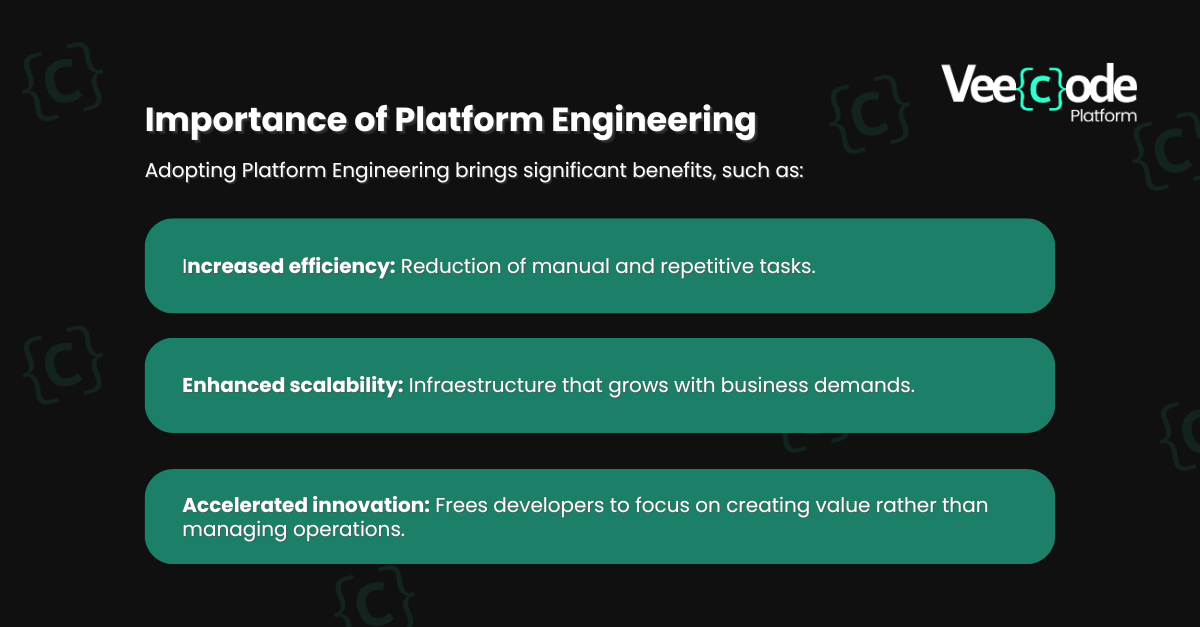 Vee{c}ode
Platform
Importance of Platform Engineering
Adopting Platform Engineering brings significant benefits, such as:
Increased efficiency: Reduction of manual and repetitive tasks.
Enhanced scalability: Infraestructure that grows with business demands.
Accelerated innovation: Frees developers to focus on creating value rather than
managing operations.
{c}
{c}
{c}
{c}
{c}